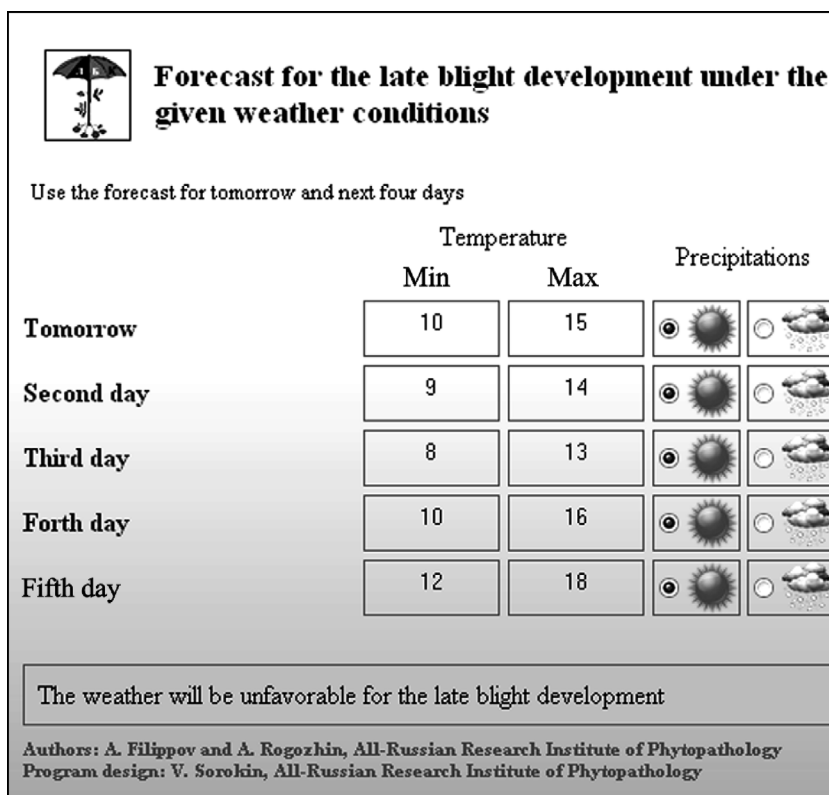 Forecast for the late blight development under the
given weather conditions
Use the forecast for tomorrow and next four days
Temperature
Precipitations
Min Max
Tomorrow 10 15
Second day 9 14
Third day 8 13
Forth day 10 16
Fifth day 12 18
The weather will be unfavorable for the late blight development
Authors: A. Filippov and A. Rogozhin, All-Russian Research Institute of Phytopathology
Program design: V. Sorokin, All-Russian Research Institute of Phytopathology